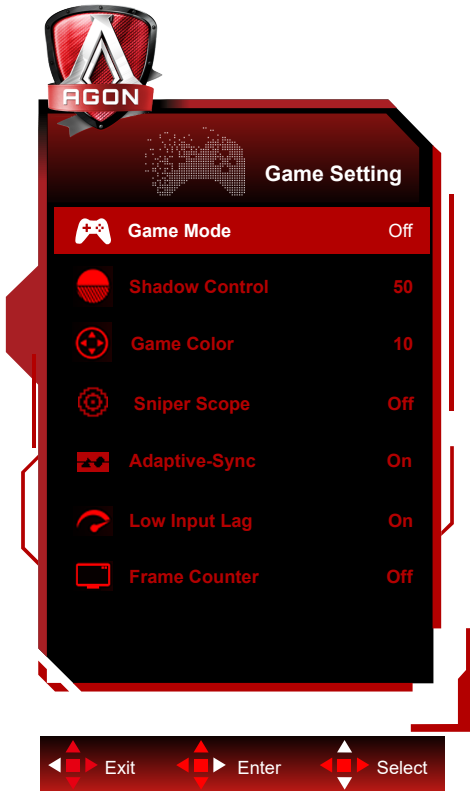 AGON
Game Setting
Game Mode Off
Shadow Control 50
Game Color 10
Sniper Scope Off
Adaptive-Sync On
Low Input Lag On
Frame Counter Off
Exit Enter Select